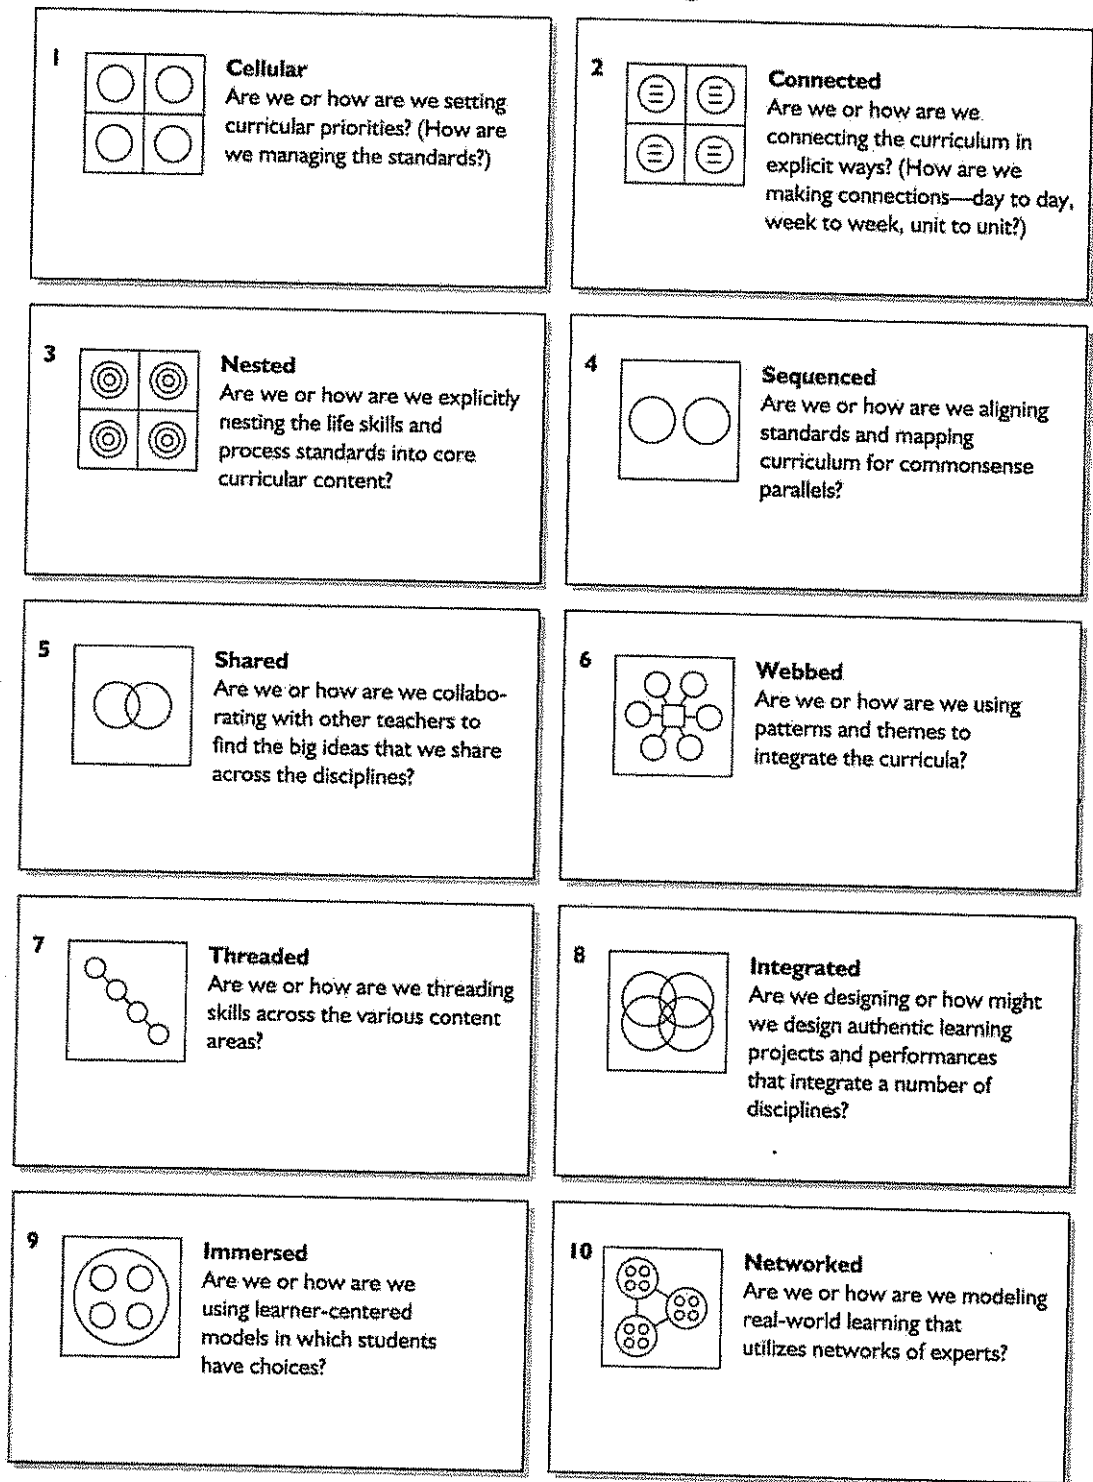 1
Cellular
Are we or how are we setting
curricular priorities? (How are
we managing the standards?)
2
Connected
Are we or how are we
connecting the curriculum in
explicit ways? (How are we
making connections—day to day,
week to week, unit to unit?)
3
Nested
Are we or how are we explicitly
nesting the life skills and
process standards into core
curricular content?
4
Sequenced
Are we or how are we aligning
standards and mapping
curriculum for commonsense
parallels?
5
Shared
Are we or how are we collabo-
rating with other teachers to
find the big ideas that we share
across the disciplines?
6
Webbed
Are we or how are we using
patterns and themes to
integrate the curricula?
7
Threaded
Are we or how are we threading
skills across the various content
areas?
8
Integrated
Are we designing or how might
we design authentic learning
projects and performances
that integrate a number of
disciplines?
9
Immersed
Are we or how are we
using learner-centered
models in which students
have choices?
10
Networked
Are we or how are we modeling
real-world learning that
utilizes networks of experts?